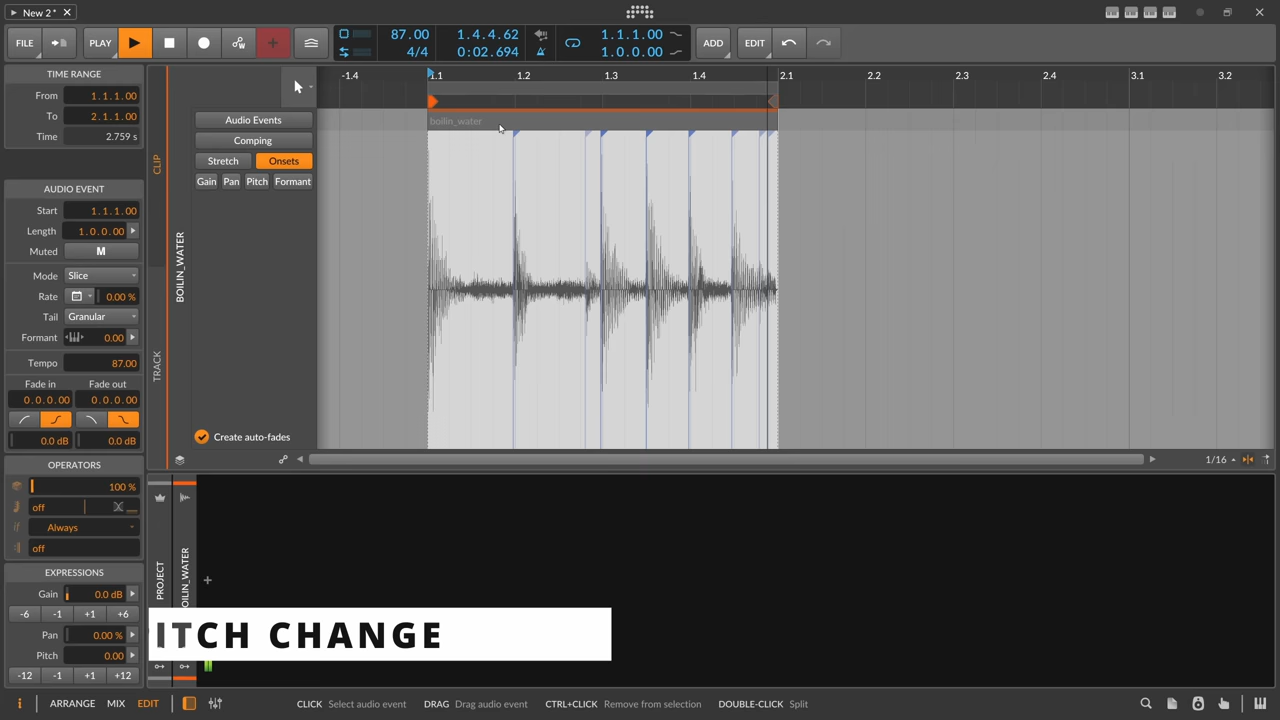 New 2*
FILE
PLAY
87.00
4/4
1.4.4.62
0:02.694
1.1.1.00
1.0.0.00
ADD
EDIT
TIME RANGE
From 1.1.1.00
To 2.1.1.00
Time 2.759 s
AUDIO EVENT
Start 1.1.1.00
Length 1.0.0.00
Muted M
Mode Slice
Rate 0.00 %
Tail Granular
Formant 0.00
Tempo 87.00
Fade in Fade out
0.0.0.00 0.0.0.00
0.0 dB 0.0 dB
OPERATORS
100 %
off
Always
off
EXPRESSIONS
Gain 0.0 dB
-6 -1 +1 +6
Pan 0.00 %
Pitch 0.00
-12 -1 +1 +12
CLIP
TRACK
BOILIN_WATER
Audio Events
Comping
Stretch Onsets
Gain Pan Pitch Formant
Create auto-fades
-1.4 1.1 1.2 1.3 1.4 2.1 2.2 2.3 2.4 3.1 3.2
boilin_water
1/16
PROJECT
OILIN_WATER
+
ITCH CHANGE
i ARRANGE MIX EDIT
CLICK Select audio event DRAG Drag audio event CTRL+CLICK Remove from selection DOUBLE-CLICK Split